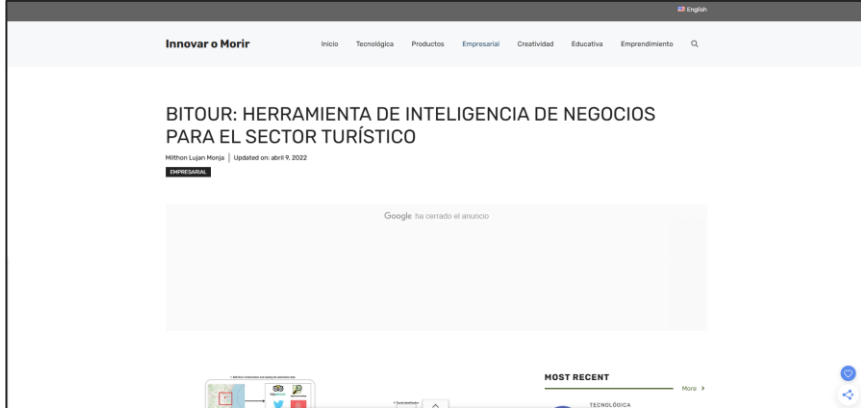 English
Innovar o Morir
Inicio Tecnológica Productos Empresarial Creatividad Educativa Emprendimiento
BITOUR: HERRAMIENTA DE INTELIGENCIA DE NEGOCIOS
PARA EL SECTOR TURÍSTICO
Milthon Lujan Monja | Updated on: abril 9, 2022
EMPRESARIAL
Google ha cerrado el anuncio
MOST RECENT
More
TECNOLÓGICA